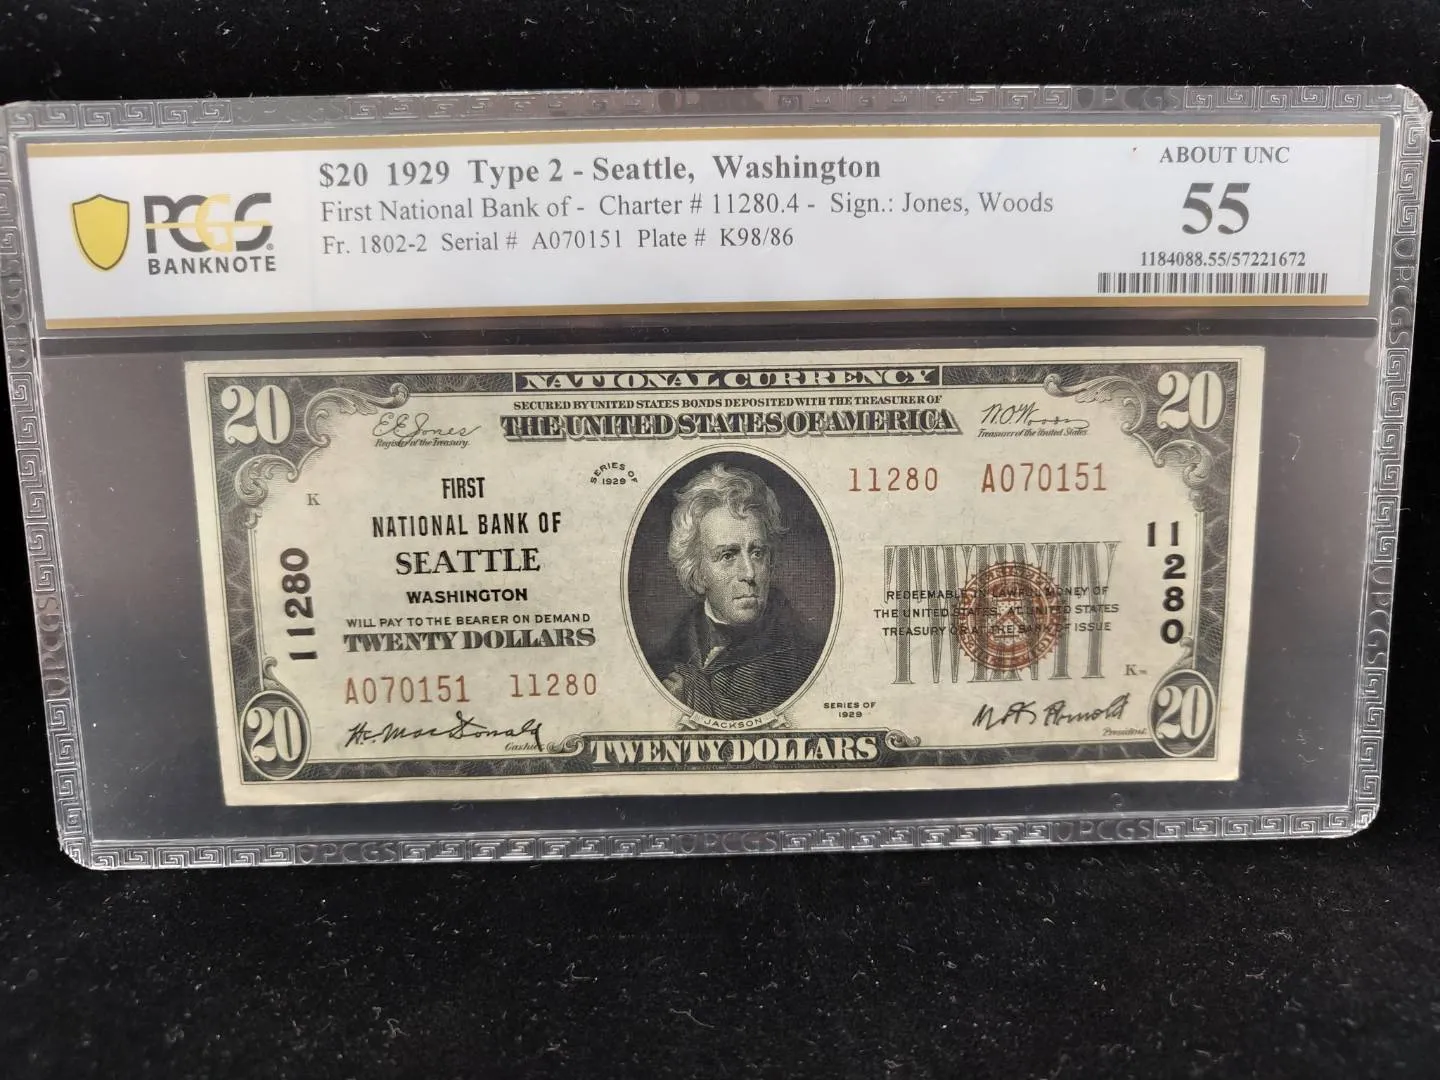 PCGS
BANKNOTE
$20 1929 Type 2 - Seattle, Washington
First National Bank of - Charter # 11280.4 - Sign.: Jones, Woods
Fr. 1802-2 Serial # A070151 Plate # K98/86
ABOUT UNC
55
1184088.55/57221672
NATIONAL CURRENCY
SECURED BY UNITED STATES BONDS DEPOSITED WITH THE TREASURER OF
THE UNITED STATES OF AMERICA
20
20
E.E. Jones
Register of the Treasury.
W.O. Woods
Treasurer of the United States.
SERIES OF
1929
K
FIRST
NATIONAL BANK OF
SEATTLE
WASHINGTON
WILL PAY TO THE BEARER ON DEMAND
TWENTY DOLLARS
A070151 11280
11280
11280 A070151
11280
TWENTY
REDEEMABLE IN LAWFUL MONEY OF
THE UNITED STATES AT UNITED STATES
TREASURY OR AT THE BANK OF ISSUE
K
JACKSON
SERIES OF
1929
H.C. MacDonald
Cashier
M.A. Arnold
President.
20
TWENTY DOLLARS
20